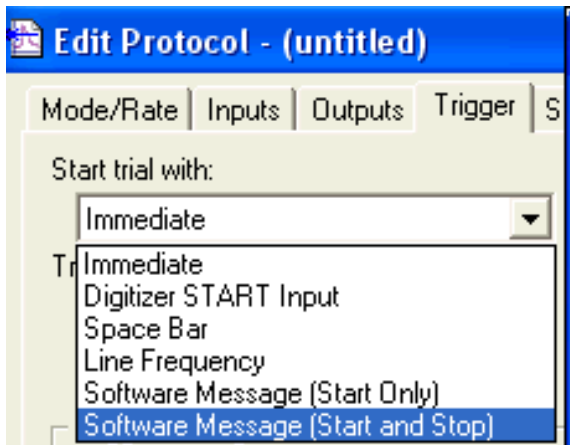 Edit Protocol - (untitled)
Mode/Rate Inputs Outputs Trigger S
Start trial with:
Immediate
Tr
Immediate
Digitizer START Input
Space Bar
Line Frequency
Software Message (Start Only)
Software Message (Start and Stop)